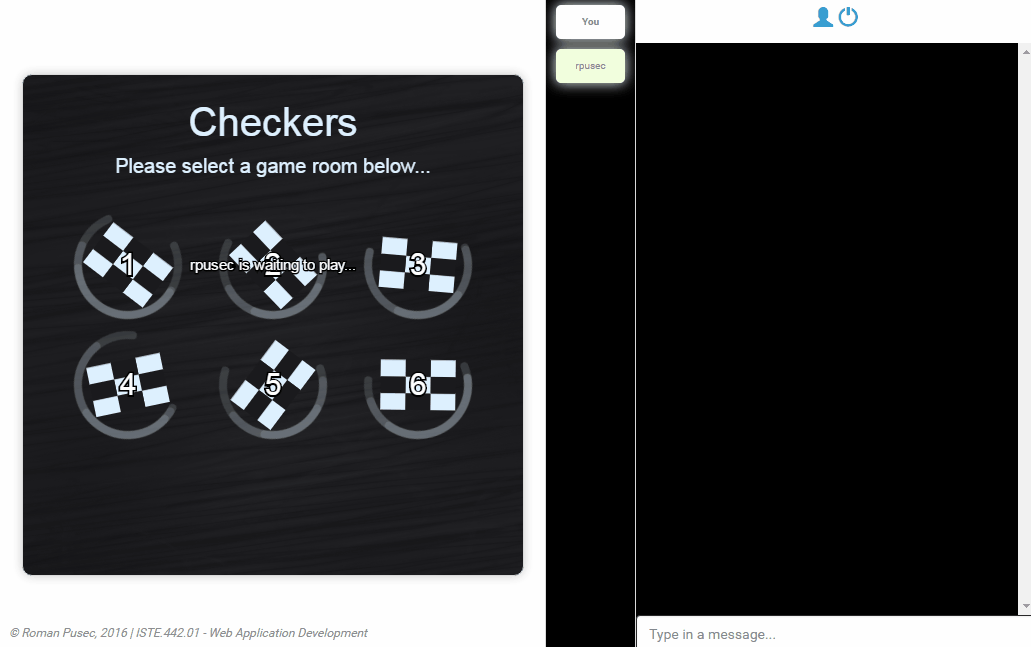 Checkers
Please select a game room below...
1
2
3
rpusec is waiting to play...
4
5
6
© Roman Pusec, 2016 | ISTE.442.01 - Web Application Development
You
rpusec
Type in a message...